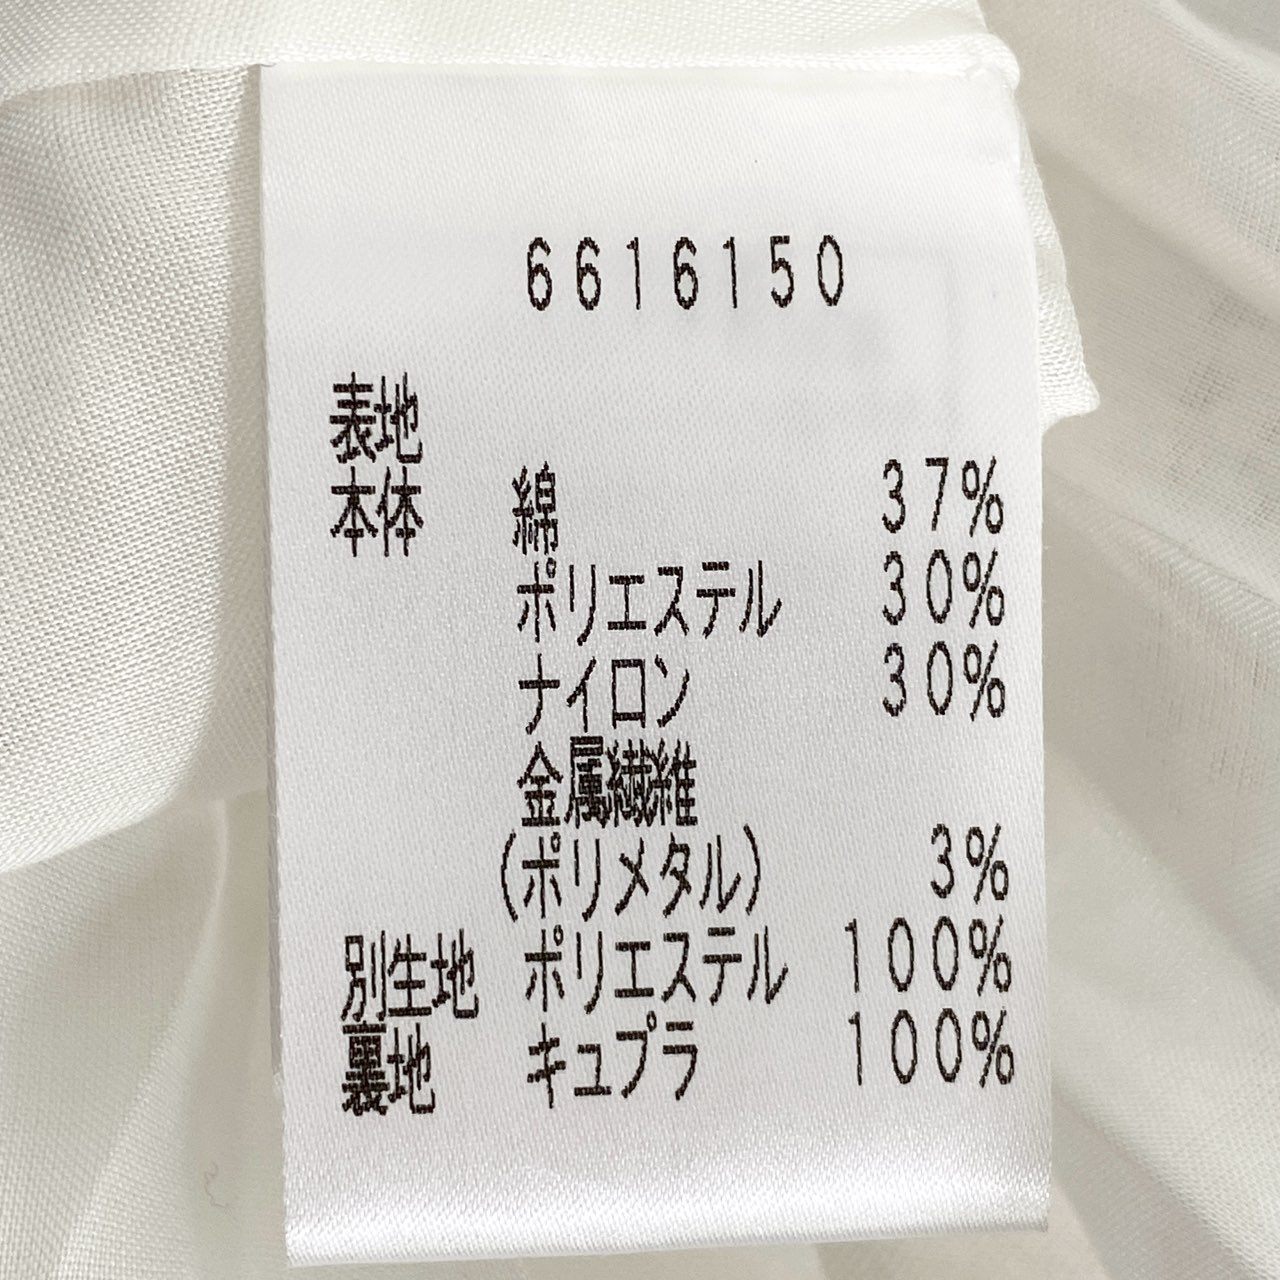 6616150
表地
本体 綿 37%
ポリエステル 30%
ナイロン 30%
金属繊維
(ポリメタル) 3%
別生地 ポリエステル 100%
裏地 キュプラ 100%